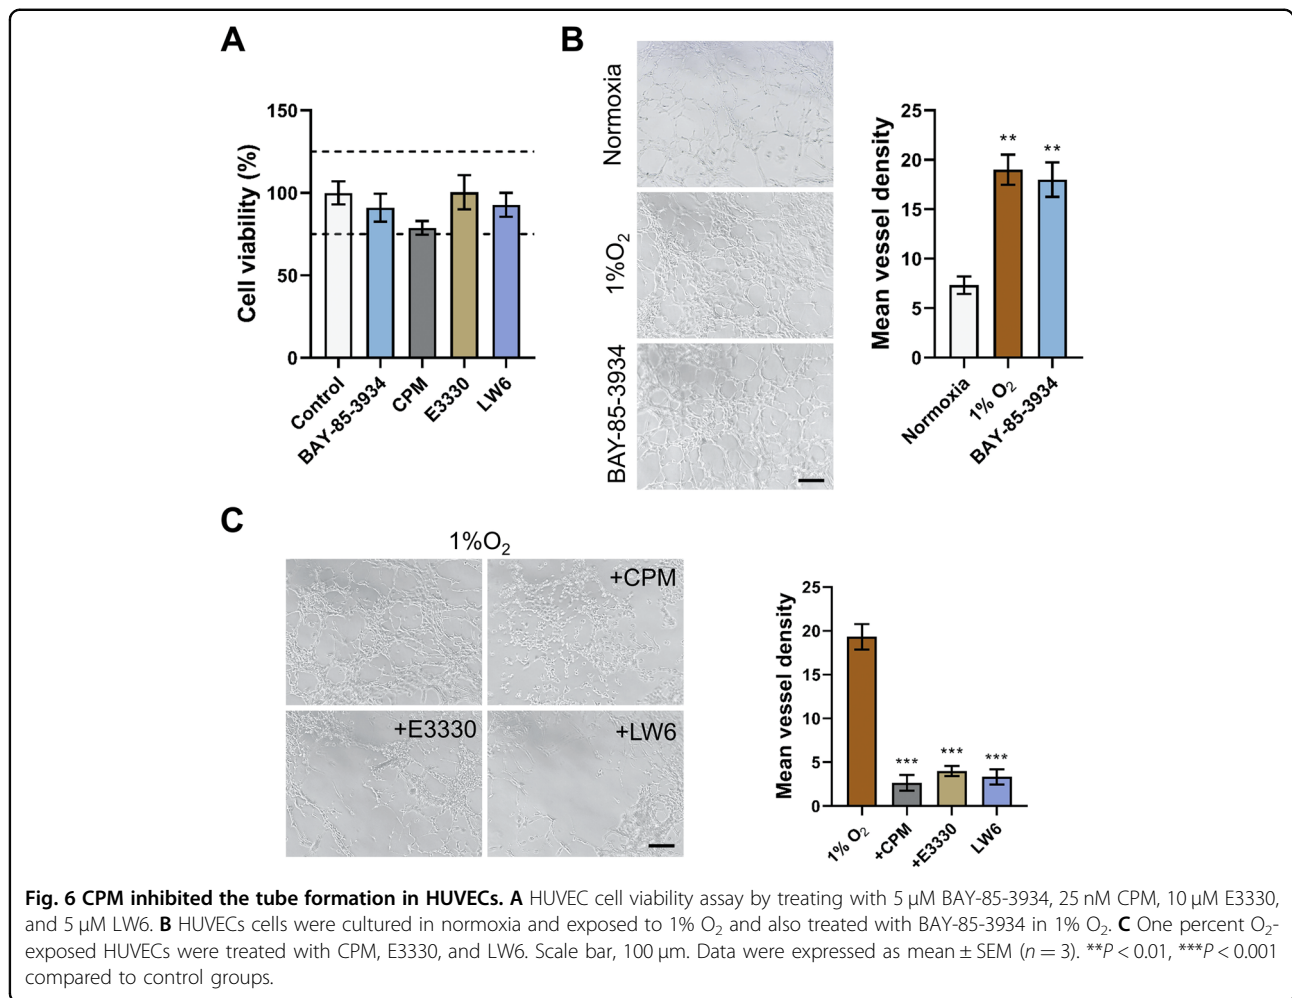 A
150
100
50
0
Cell viability (%)
Control
BAY-85-3934
CPM
E3330
LW6
B
Normoxia
1%O₂
BAY-85-3934
25
20
15
10
5
0
Mean vessel density
**
**
Normoxia
1% O₂
BAY-85-3934
C
1%O₂
+CPM
+E3330
+LW6
25
20
15
10
5
0
Mean vessel density
***
***
***
1% O₂
+CPM
+E3330
LW6
Fig. 6 CPM inhibited the tube formation in HUVECs. A HUVEC cell viability assay by treating with 5 µM BAY-85-3934, 25 nM CPM, 10 µM E3330,
and 5 µM LW6. B HUVECs cells were cultured in normoxia and exposed to 1% O₂ and also treated with BAY-85-3934 in 1% O₂. C One percent O₂-
exposed HUVECs were treated with CPM, E3330, and LW6. Scale bar, 100 µm. Data were expressed as mean ± SEM (n = 3). **P < 0.01, ***P < 0.001
compared to control groups.